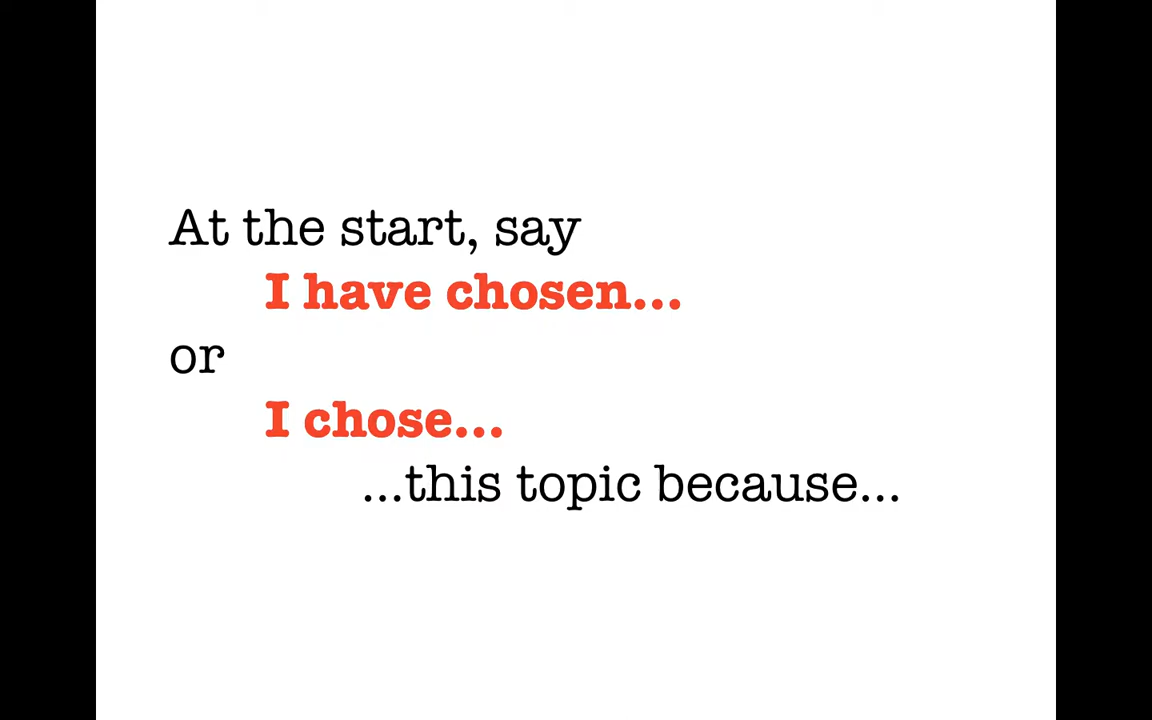 At the start, say
I have chosen...
or
I chose...
...this topic because...